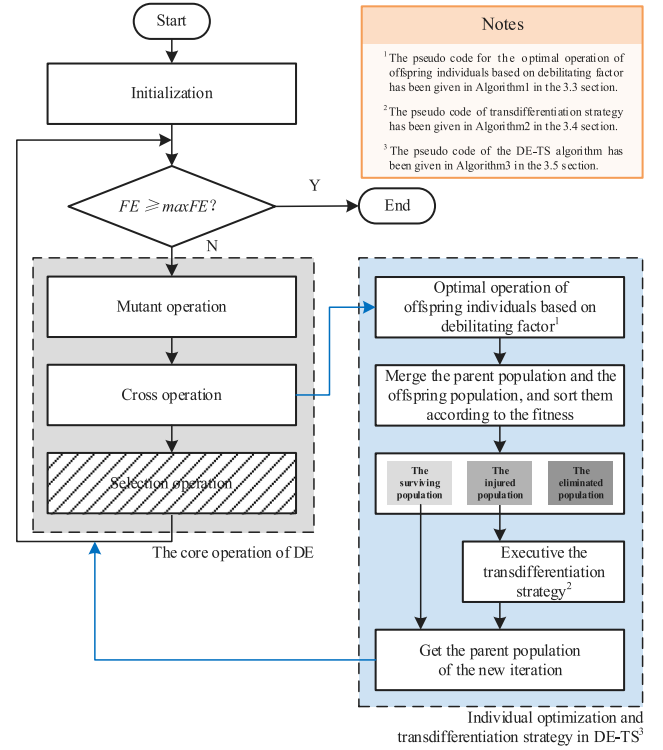 Start
Initialization
FE ≥ maxFE?
Y
End
N
Mutant operation
Cross operation
Selection operation
The core operation of DE
Notes
¹ The pseudo code for the optimal operation of
offspring individuals based on debilitating factor
has been given in Algorithm1 in the 3.3 section.
² The pseudo code of transdifferentiation strategy
has been given in Algorithm2 in the 3.4 section.
³ The pseudo code of the DE-TS algorithm has
been given in Algorithm3 in the 3.5 section.
Optimal operation of
offspring individuals based on
debilitating factor¹
Merge the parent population and the
offspring population, and sort them
according to the fitness
The
surviving
population
The
injured
population
The
eliminated
population
Executive the
transdifferentiation
strategy²
Get the parent population
of the new iteration
Individual optimization and
transdifferentiation strategy in DE-TS³